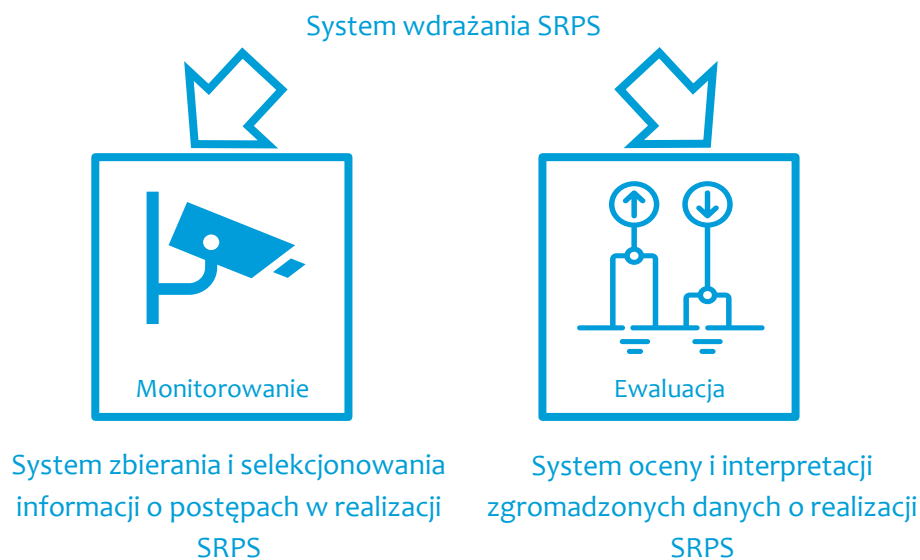 System wdrażania SRPS
Monitorowanie
Ewaluacja
System zbierania i selekcjonowania
informacji o postępach w realizacji
SRPS
System oceny i interpretacji
zgromadzonych danych o realizacji
SRPS